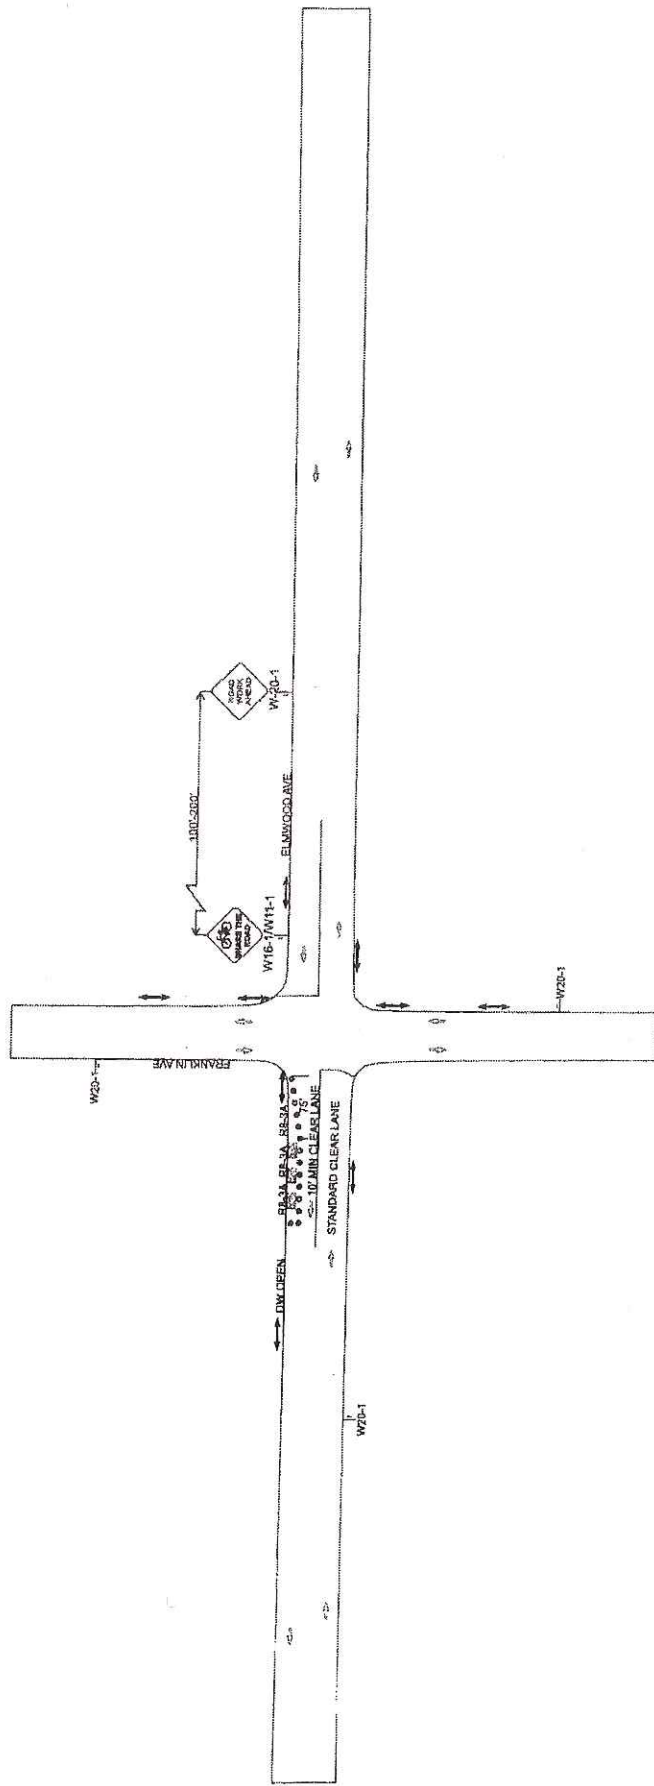 ROAD
WORK
AHEAD
W-20-1
100'-200'
ELMWOOD AVE
SHARE THE
ROAD
W16-1/W11-1
W20-1
W20-1
FRANKLIN AVE
R8-3A R8-3A R8-3A
75'
10' MIN CLEAR LANE
STANDARD CLEAR LANE
DW OPEN
W20-1